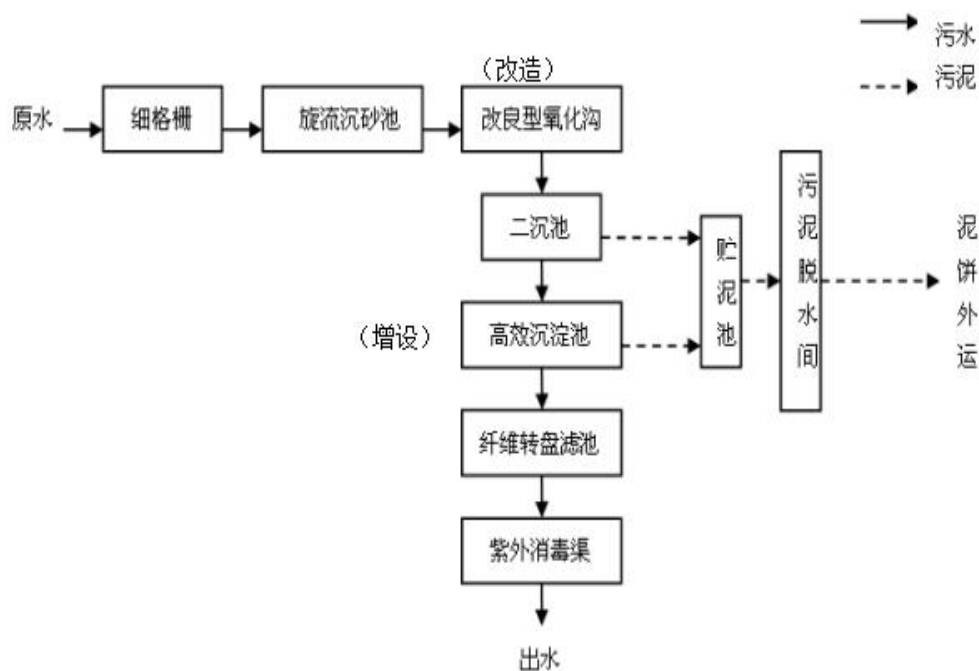 污水
污泥
（改造）
原水
细格栅
旋流沉砂池
改良型氧化沟
二沉池
贮泥池
污泥脱水间
泥饼外运
（增设）
高效沉淀池
纤维转盘滤池
紫外消毒渠
出水